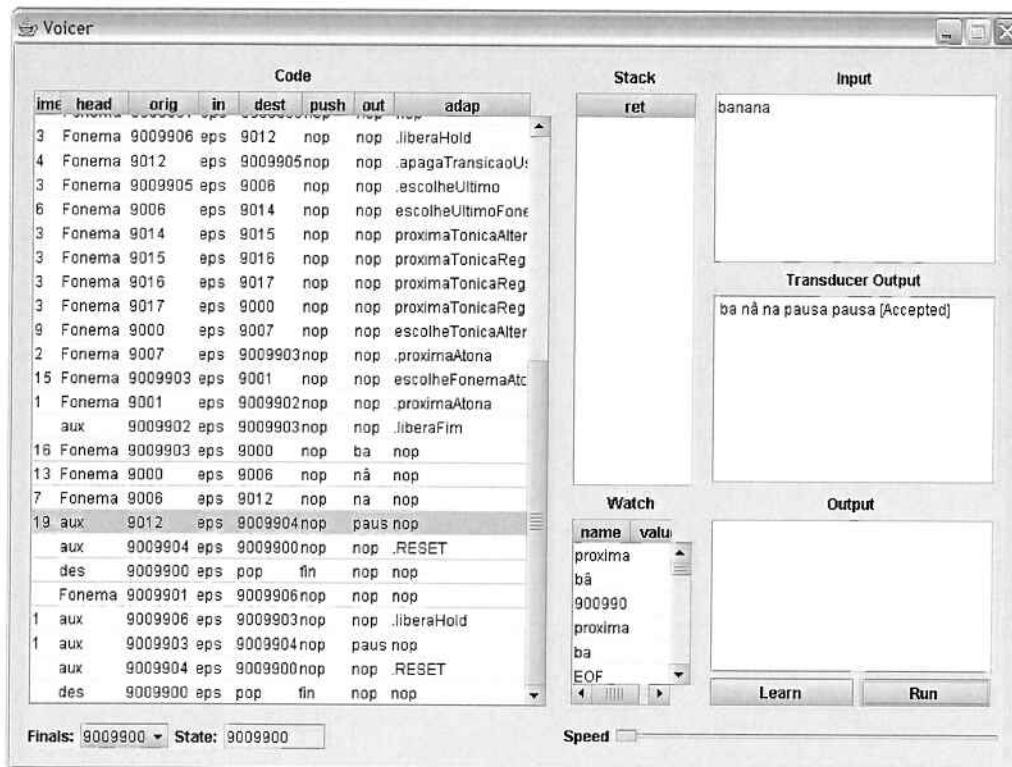 Voicer
Code
ime head orig in dest push out adap
3 Fonema 9009906 eps 9012 nop nop .liberaHold
4 Fonema 9012 eps 9009905 nop nop .apagaTransicaoUs
3 Fonema 9009905 eps 9006 nop nop .escolheUltimo
6 Fonema 9006 eps 9014 nop nop escolheUltimoFone
3 Fonema 9014 eps 9015 nop nop proximaTonicaAlter
3 Fonema 9015 eps 9016 nop nop proximaTonicaReg
3 Fonema 9016 eps 9017 nop nop proximaTonicaReg
3 Fonema 9017 eps 9000 nop nop proximaTonicaReg
9 Fonema 9000 eps 9007 nop nop escolheTonicaAlter
2 Fonema 9007 eps 9009903 nop nop .proximaAtona
15 Fonema 9009903 eps 9001 nop nop escolheFonemaAtc
1 Fonema 9001 eps 9009902 nop nop .proximaAtona
aux 9009902 eps 9009903 nop nop .liberaFim
16 Fonema 9009903 eps 9000 nop ba nop
13 Fonema 9000 eps 9006 nop nâ nop
7 Fonema 9006 eps 9012 nop na nop
19 aux 9012 eps 9009904 nop paus nop
aux 9009904 eps 9009900 nop nop .RESET
des 9009900 eps pop fin nop nop
Fonema 9009901 eps 9009906 nop nop nop
1 aux 9009906 eps 9009903 nop nop .liberaHold
1 aux 9009903 eps 9009904 nop paus nop
aux 9009904 eps 9009900 nop nop .RESET
des 9009900 eps pop fin nop nop
Finals: 9009900 State: 9009900
Stack
ret
Watch
name valu
proxima
bâ
900990
proxima
ba
EOF
Input
banana
Transducer Output
ba nâ na pausa pausa [Accepted]
Output
Learn Run
Speed